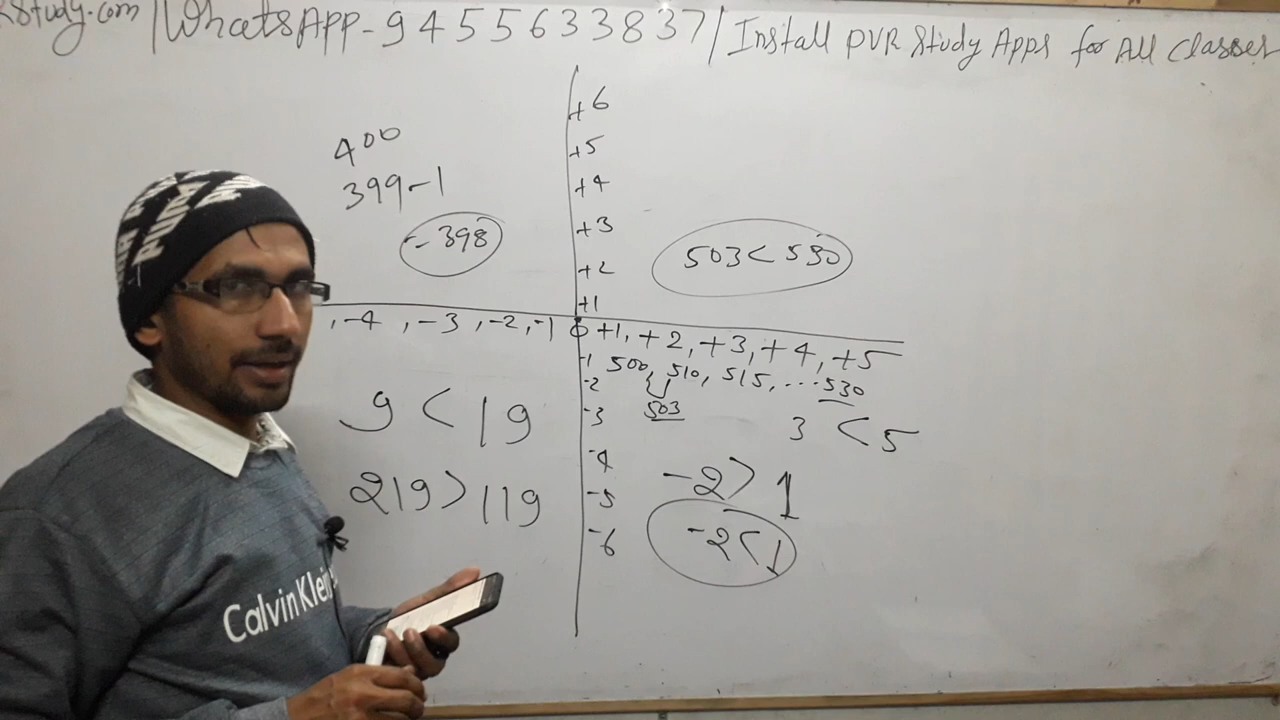 Study.com | WhatsApp - 9455633837 | Install PVR Study Apps for All Classes
400
399-1
-398
+6
+5
+4
+3
+2
+1
503 < 530
, -4 , -3 , -2, -1 0 +1, +2, +3, +4, +5
-1
-2
-3
-4
-5
-6
500, 510, 515, ... 530
503
3 < 5
9 < 19
219 > 119
-2 > 1
-2 < 1
PUMA
Calvin Klein